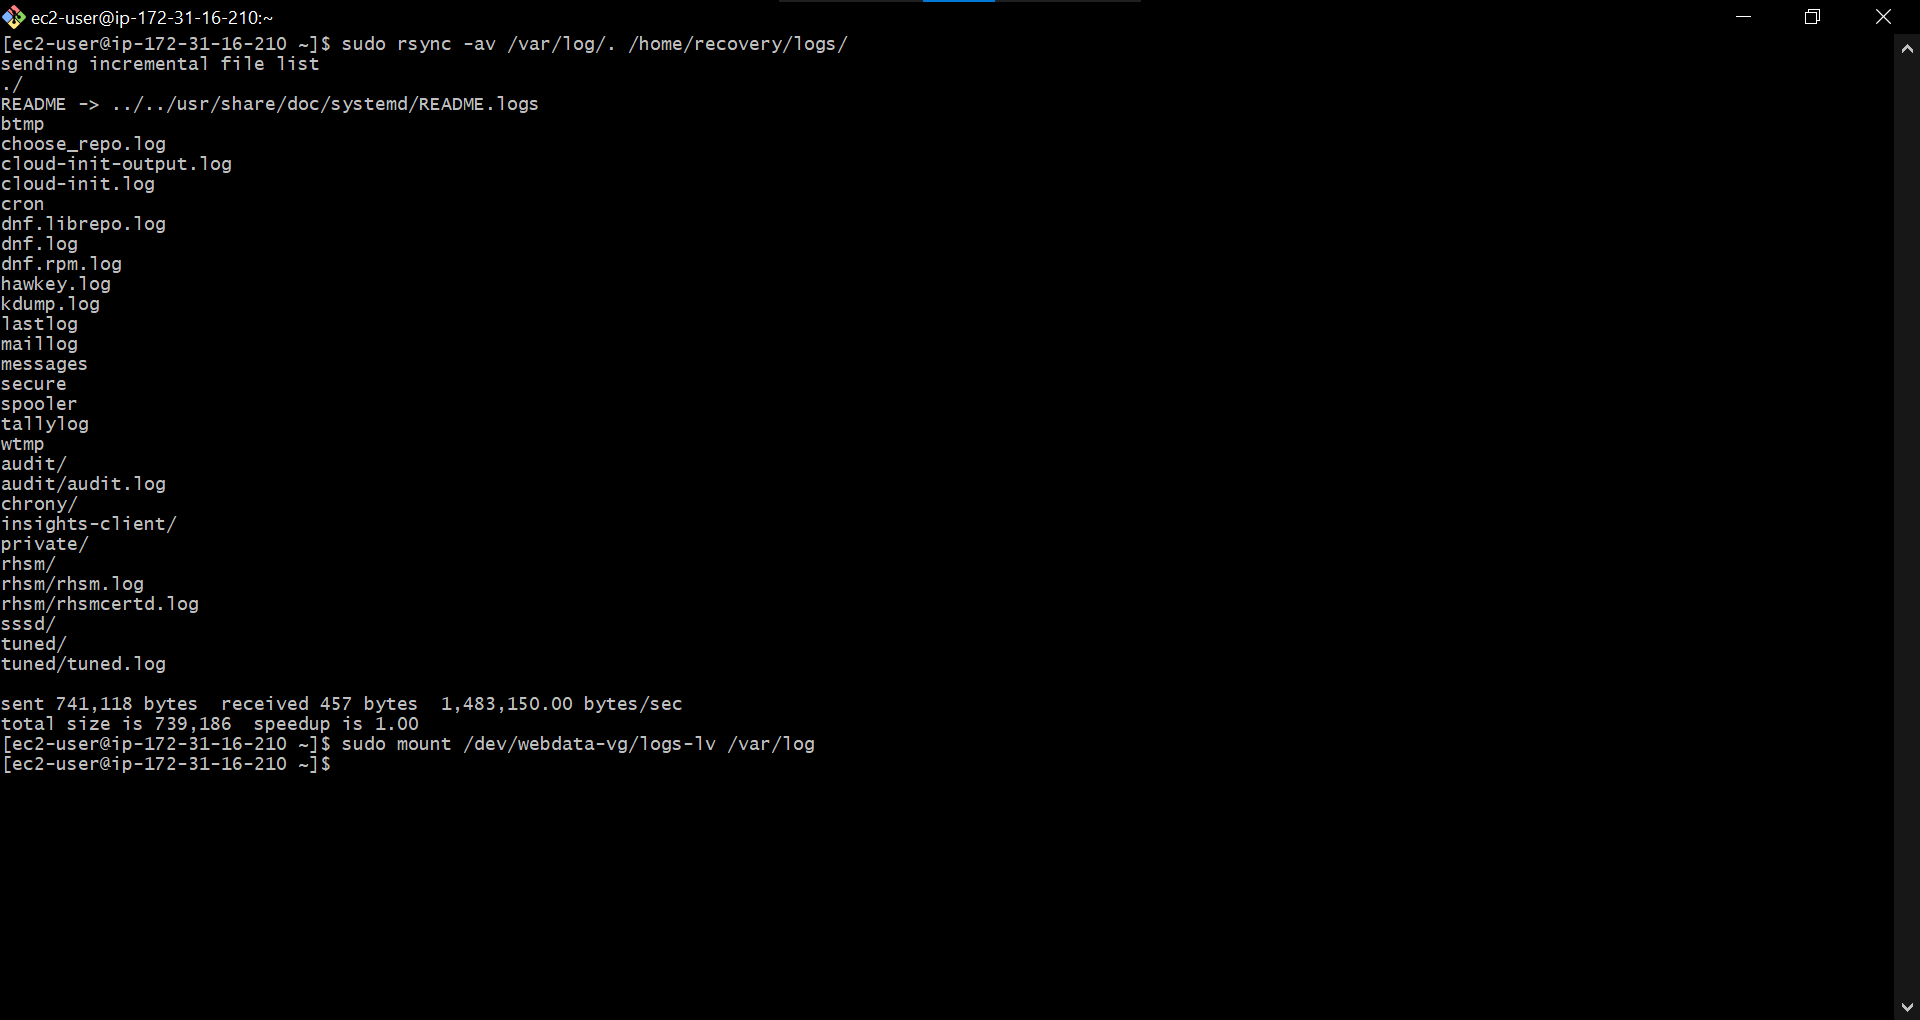 ec2-user@ip-172-31-16-210:~
[ec2-user@ip-172-31-16-210 ~]$ sudo rsync -av /var/log/. /home/recovery/logs/
sending incremental file list
./
README -> ../../usr/share/doc/systemd/README.logs
btmp
choose_repo.log
cloud-init-output.log
cloud-init.log
cron
dnf.librepo.log
dnf.log
dnf.rpm.log
hawkey.log
kdump.log
lastlog
maillog
messages
secure
spooler
tallylog
wtmp
audit/
audit/audit.log
chrony/
insights-client/
private/
rhsm/
rhsm/rhsm.log
rhsm/rhsmcertd.log
sssd/
tuned/
tuned/tuned.log
sent 741,118 bytes  received 457 bytes  1,483,150.00 bytes/sec
total size is 739,186  speedup is 1.00
[ec2-user@ip-172-31-16-210 ~]$ sudo mount /dev/webdata-vg/logs-lv /var/log
[ec2-user@ip-172-31-16-210 ~]$